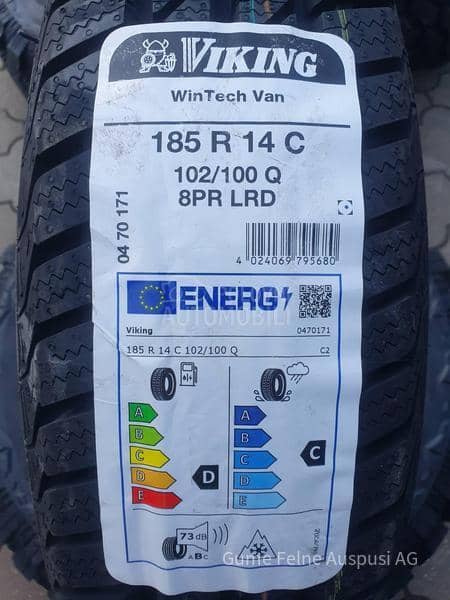 VIKING
WinTech Van
185 R 14 C
102/100 Q
8PR LRD
04 70 171
4 024069 795680
ENERG
AUTOMOBILI
Viking 0470171
185 R 14 C 102/100 Q C2
A
B
C
D
E
D
A
B
C
D
E
C
73 dB
ABC
Gume Felne Auspusi AG